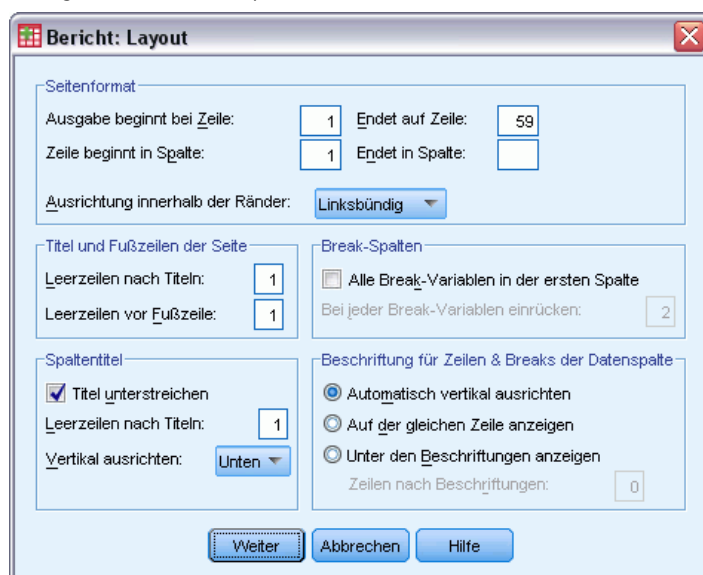 Bericht: Layout
Seitenformat
Ausgabe beginnt bei Zeile: 1 Endet auf Zeile: 59
Zeile beginnt in Spalte: 1 Endet in Spalte:
Ausrichtung innerhalb der Ränder: Linksbündig
Titel und Fußzeilen der Seite
Leerzeilen nach Titeln: 1
Leerzeilen vor Fußzeile: 1
Break-Spalten
Alle Break-Variablen in der ersten Spalte
Bei jeder Break-Variablen einrücken: 2
Spaltentitel
Titel unterstreichen
Leerzeilen nach Titeln: 1
Vertikal ausrichten: Unten
Beschriftung für Zeilen & Breaks der Datenspalte
Automatisch vertikal ausrichten
Auf der gleichen Zeile anzeigen
Unter den Beschriftungen anzeigen
Zeilen nach Beschriftungen: 0
Weiter Abbrechen Hilfe